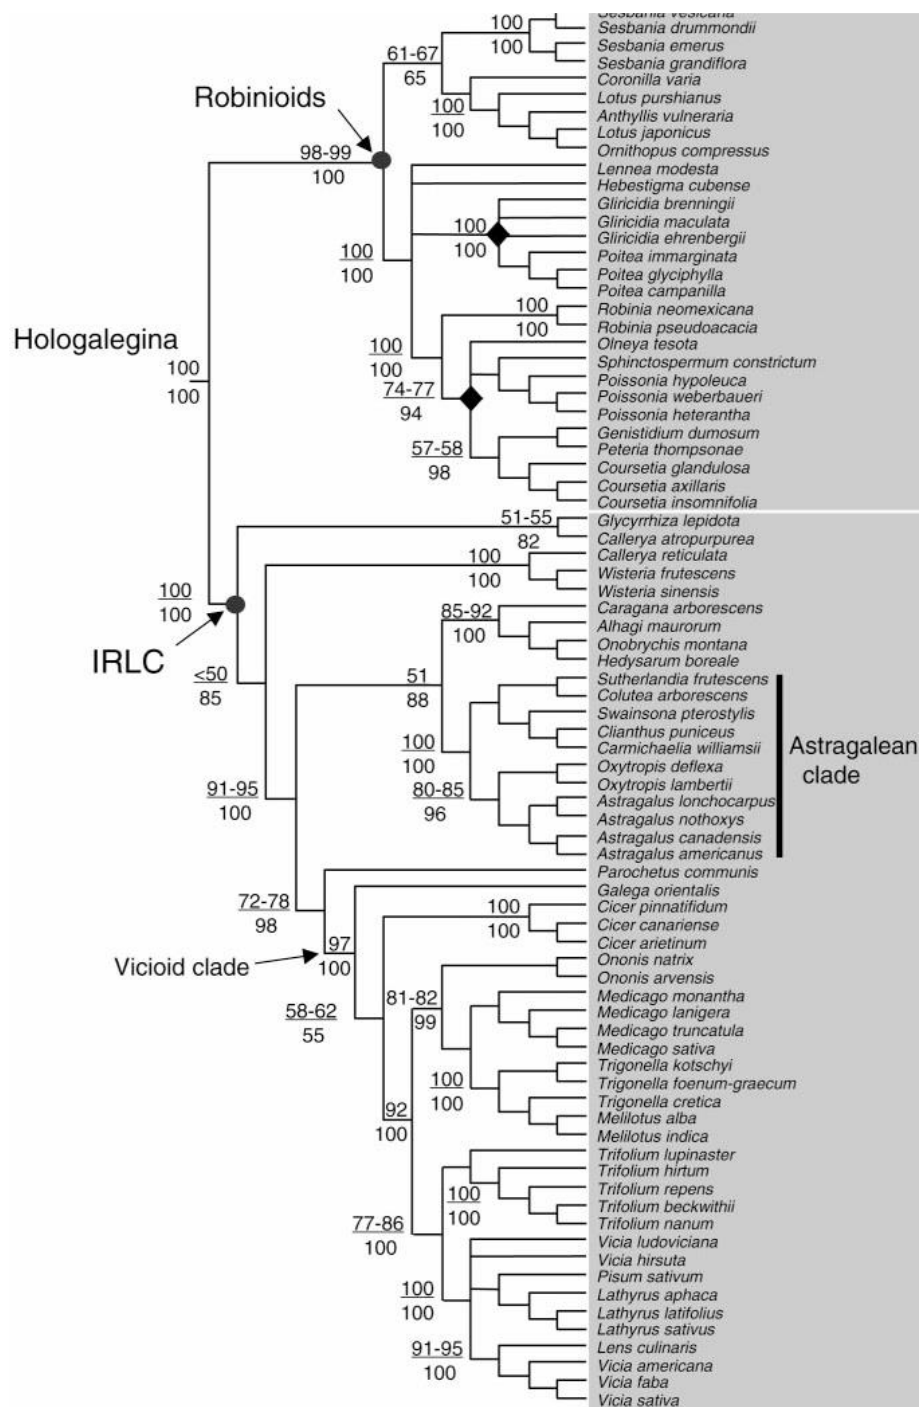 Sesbania vesicaria
Sesbania drummondii
Sesbania emerus
Sesbania grandiflora
Coronilla varia
Lotus purshianus
Anthyllis vulneraria
Lotus japonicus
Ornithopus compressus
Lennea modesta
Hebestigma cubense
Gliricidia brenningii
Gliricidia maculata
Gliricidia ehrenbergii
Poitea immarginata
Poitea glyciphylla
Poitea campanilla
Robinia neomexicana
Robinia pseudoacacia
Olneya tesota
Sphinctospermum constrictum
Poissonia hypoleuca
Poissonia weberbaueri
Poissonia heterantha
Genistidium dumosum
Peteria thompsonae
Coursetia glandulosa
Coursetia axillaris
Coursetia insomnifolia
Glycyrrhiza lepidota
Callerya atropurpurea
Callerya reticulata
Wisteria frutescens
Wisteria sinensis
Caragana arborescens
Alhagi maurorum
Onobrychis montana
Hedysarum boreale
Sutherlandia frutescens
Colutea arborescens
Swainsona pterostylis
Clianthus puniceus
Carmichaelia williamsii
Oxytropis deflexa
Oxytropis lambertii
Astragalus lonchocarpus
Astragalus nothoxys
Astragalus canadensis
Astragalus americanus
Parochetus communis
Galega orientalis
Cicer pinnatifidum
Cicer canariense
Cicer arietinum
Ononis natrix
Ononis arvensis
Medicago monantha
Medicago lanigera
Medicago truncatula
Medicago sativa
Trigonella kotschyi
Trigonella foenum-graecum
Trigonella cretica
Melilotus alba
Melilotus indica
Trifolium lupinaster
Trifolium hirtum
Trifolium repens
Trifolium beckwithii
Trifolium nanum
Vicia ludoviciana
Vicia hirsuta
Pisum sativum
Lathyrus aphaca
Lathyrus latifolius
Lathyrus sativus
Lens culinaris
Vicia americana
Vicia faba
Vicia sativa
Astragalean
clade
Robinioids
Hologalegina
IRLC
Vicioid clade
100
100
61-67
65
100
100
98-99
100
100
100
100
100
100
100
100
100
74-77
94
57-58
98
100
100
51-55
82
100
100
100
100
85-92
100
<50
85
51
88
100
100
80-85
96
91-95
100
72-78
98
100
100
97
100
58-62
55
81-82
99
100
100
92
100
100
100
77-86
100
100
100
91-95
100